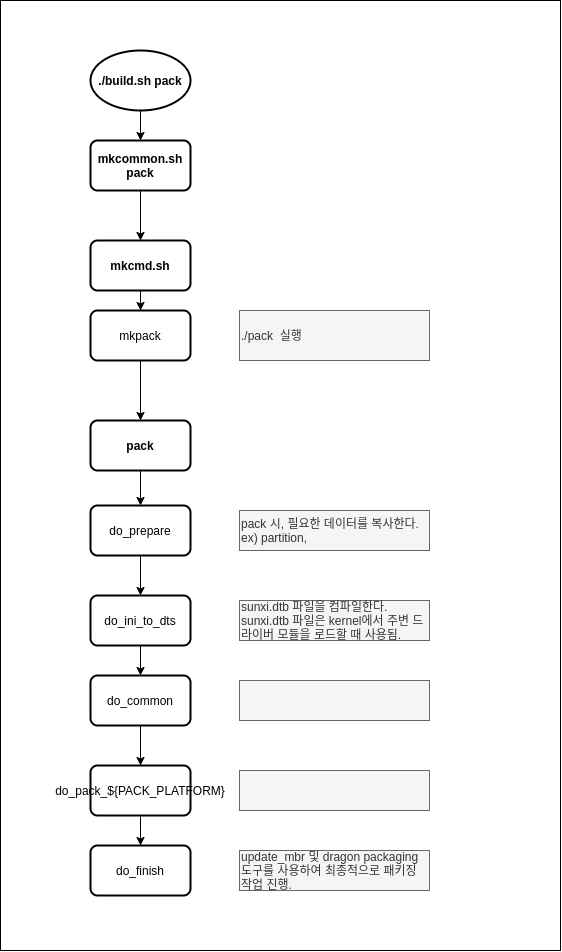 ./build.sh pack
mkcommon.sh
pack
mkcmd.sh
mkpack
./pack  실행
pack
do_prepare
pack 시, 필요한 데이터를 복사한다.
ex) partition,
do_ini_to_dts
sunxi.dtb 파일을 컴파일한다.
sunxi.dtb 파일은 kernel에서 주변 드
라이버 모듈을 로드할 때 사용됨.
do_common
do_pack_${PACK_PLATFORM}
do_finish
update_mbr 및 dragon packaging
도구를 사용하여 최종적으로 패키징
작업 진행.